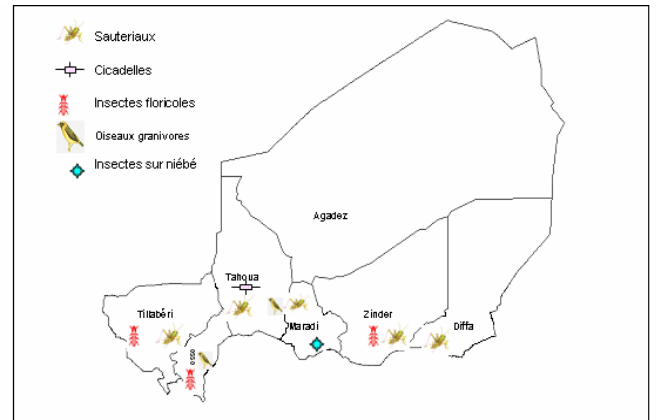 Sauteriaux
Cicadelles
Insectes floricoles
Oiseaux granivores
Insectes sur niébé
Agadez
Tahoua
Tillabéri
Maradi
Zinder
Diffa